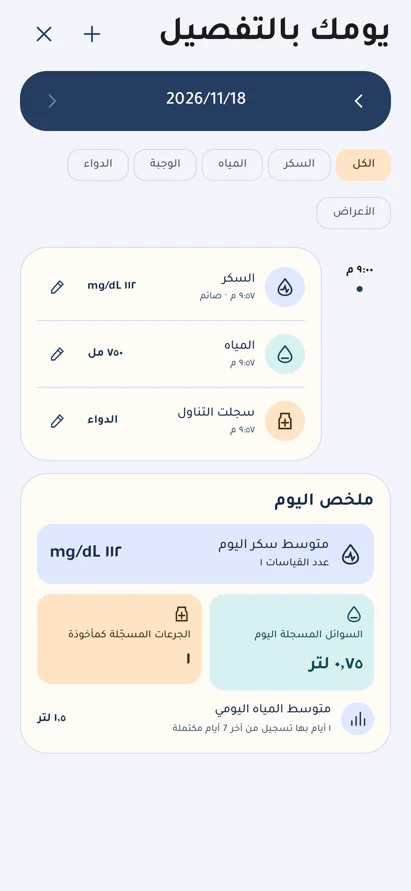 يومك بالتفصيل
2026/11/18
الكل
السكر
المياه
الوجبة
الدواء
الأعراض
٩:٠٠ م
السكر
٩:٥٧ م · صائم
١١٢ mg/dL
المياه
٩:٥٧ م
٧٥٠ مل
سجلت التناول
٩:٥٧ م
الدواء
ملخص اليوم
متوسط سكر اليوم
عدد القياسات ١
١١٢ mg/dL
السوائل المسجلة اليوم
٠٫٧٥ لتر
الجرعات المسجّلة كمأخوذة
١
متوسط المياه اليومي
١ أيام بها تسجيل من آخر 7 أيام مكتملة
١٫٥ لتر